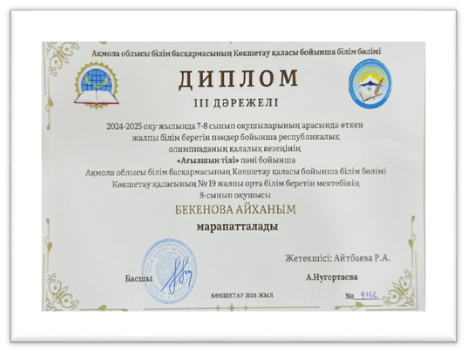 Ақмола облысы білім басқармасының Көкшетау қаласы бойынша білім бөлімі
ДИПЛОМ
III ДӘРЕЖЕЛІ
2024-2025 оқу жылында 7-8 сынып оқушыларының арасында өткен
жалпы білім беретін пәндер бойынша республикалық
олимпиаданың қалалық кезеңінің
«Ағылшын тілі» пәні бойынша
Ақмола облысы білім басқармасының Көкшетау қаласы бойынша білім бөлімі
Көкшетау қаласының №19 жалпы орта білім беретін мектебінің
8-сынып оқушысы
БЕКЕНОВА АЙХАНЫМ
марапатталады
Жетекшісі: Айтбаева Р.А.
Басшы А.Нугертаева
КӨКШЕТАУ 2024 ЖЫЛ
№ 9162